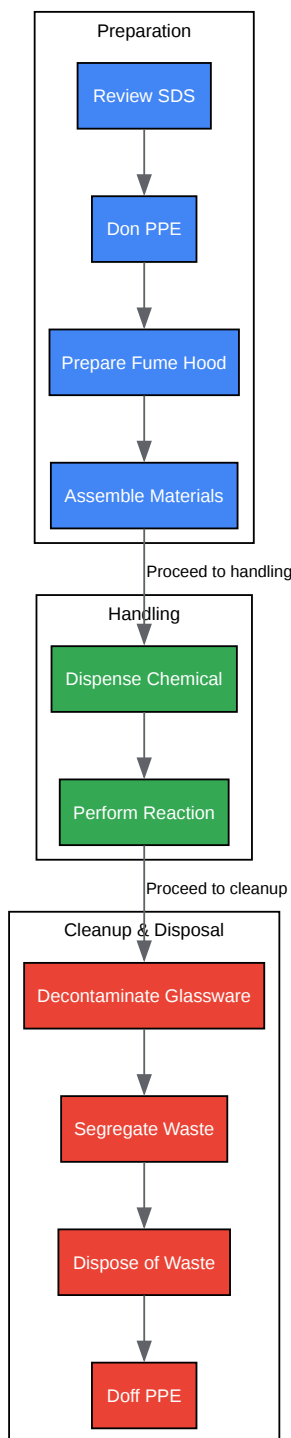 Preparation
Review SDS
Don PPE
Prepare Fume Hood
Assemble Materials
Proceed to handling
Handling
Dispense Chemical
Perform Reaction
Proceed to cleanup
Cleanup & Disposal
Decontaminate Glassware
Segregate Waste
Dispose of Waste
Doff PPE